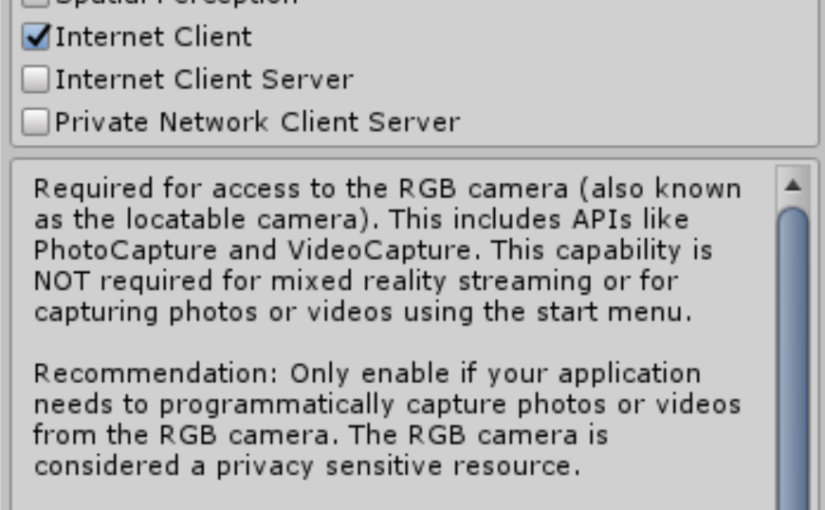 Spatial Perception
Internet Client
Internet Client Server
Private Network Client Server
Required for access to the RGB camera (also known
as the locatable camera). This includes APIs like
PhotoCapture and VideoCapture. This capability is
NOT required for mixed reality streaming or for
capturing photos or videos using the start menu.
Recommendation: Only enable if your application
needs to programmatically capture photos or videos
from the RGB camera. The RGB camera is
considered a privacy sensitive resource.